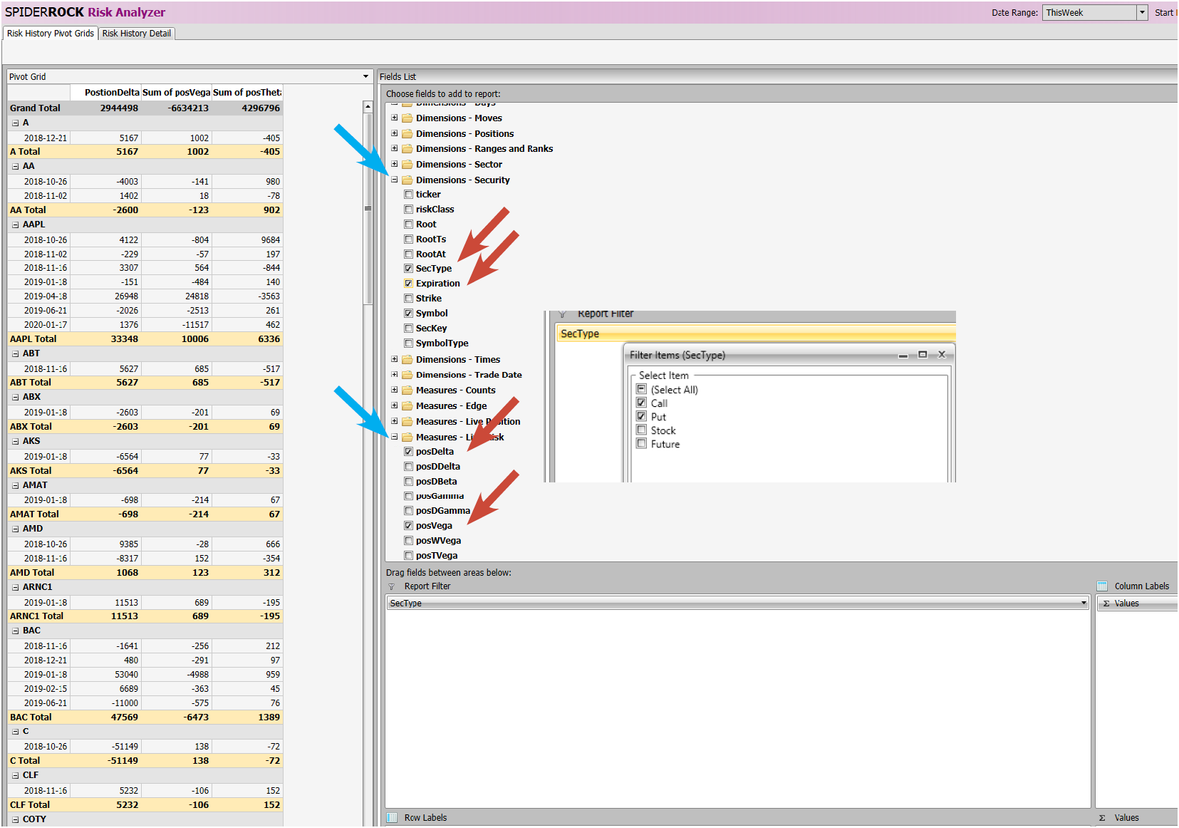 SPIDERROCK Risk Analyzer
Date Range: ThisWeek Start
Risk History Pivot Grids Risk History Detail
Pivot Grid
PostionDelta Sum of posVega Sum of posThet
Grand Total 2944498 -6634213 4296796
A
2018-12-21 5167 1002 -405
A Total 5167 1002 -405
AA
2018-10-26 -4003 -141 980
2018-11-02 1402 18 -78
AA Total -2600 -123 902
AAPL
2018-10-26 4122 -804 9684
2018-11-02 -229 -57 197
2018-11-16 3307 564 -844
2019-01-18 -151 -484 140
2019-04-18 26948 24818 -3563
2019-06-21 -2026 -2513 261
2020-01-17 1376 -11517 462
AAPL Total 33348 10006 6336
ABT
2018-11-16 5627 685 -517
ABT Total 5627 685 -517
ABX
2019-01-18 -2603 -201 69
ABX Total -2603 -201 69
AKS
2019-01-18 -6564 77 -33
AKS Total -6564 77 -33
AMAT
2019-01-18 -698 -214 67
AMAT Total -698 -214 67
AMD
2018-10-26 9385 -28 666
2018-11-16 -8317 152 -354
AMD Total 1068 123 312
ARNC1
2019-01-18 11513 689 -195
ARNC1 Total 11513 689 -195
BAC
2018-11-16 -1641 -256 212
2018-12-21 480 -291 97
2019-01-18 53040 -4988 959
2019-02-15 6689 -363 45
2019-06-21 -11000 -575 76
BAC Total 47569 -6473 1389
C
2018-10-26 -51149 138 -72
C Total -51149 138 -72
CLF
2018-11-16 5232 -106 152
CLF Total 5232 -106 152
COTY
Fields List
Choose fields to add to report:
Dimensions - Days
Dimensions - Moves
Dimensions - Positions
Dimensions - Ranges and Ranks
Dimensions - Sector
Dimensions - Security
ticker
riskClass
Root
RootTs
RootAt
SecType
Expiration
Strike
Symbol
SecKey
SymbolType
Dimensions - Times
Dimensions - Trade Date
Measures - Counts
Measures - Edge
Measures - Live Position
Measures - Live Risk
posDelta
posDDelta
posDBeta
posGamma
posDGamma
posVega
posWVega
posTVega
Report Filter
SecType
Filter Items (SecType)
Select Item
(Select All)
Call
Put
Stock
Future
Drag fields between areas below:
Report Filter
SecType
Column Labels
Σ Values
Row Labels
Σ Values